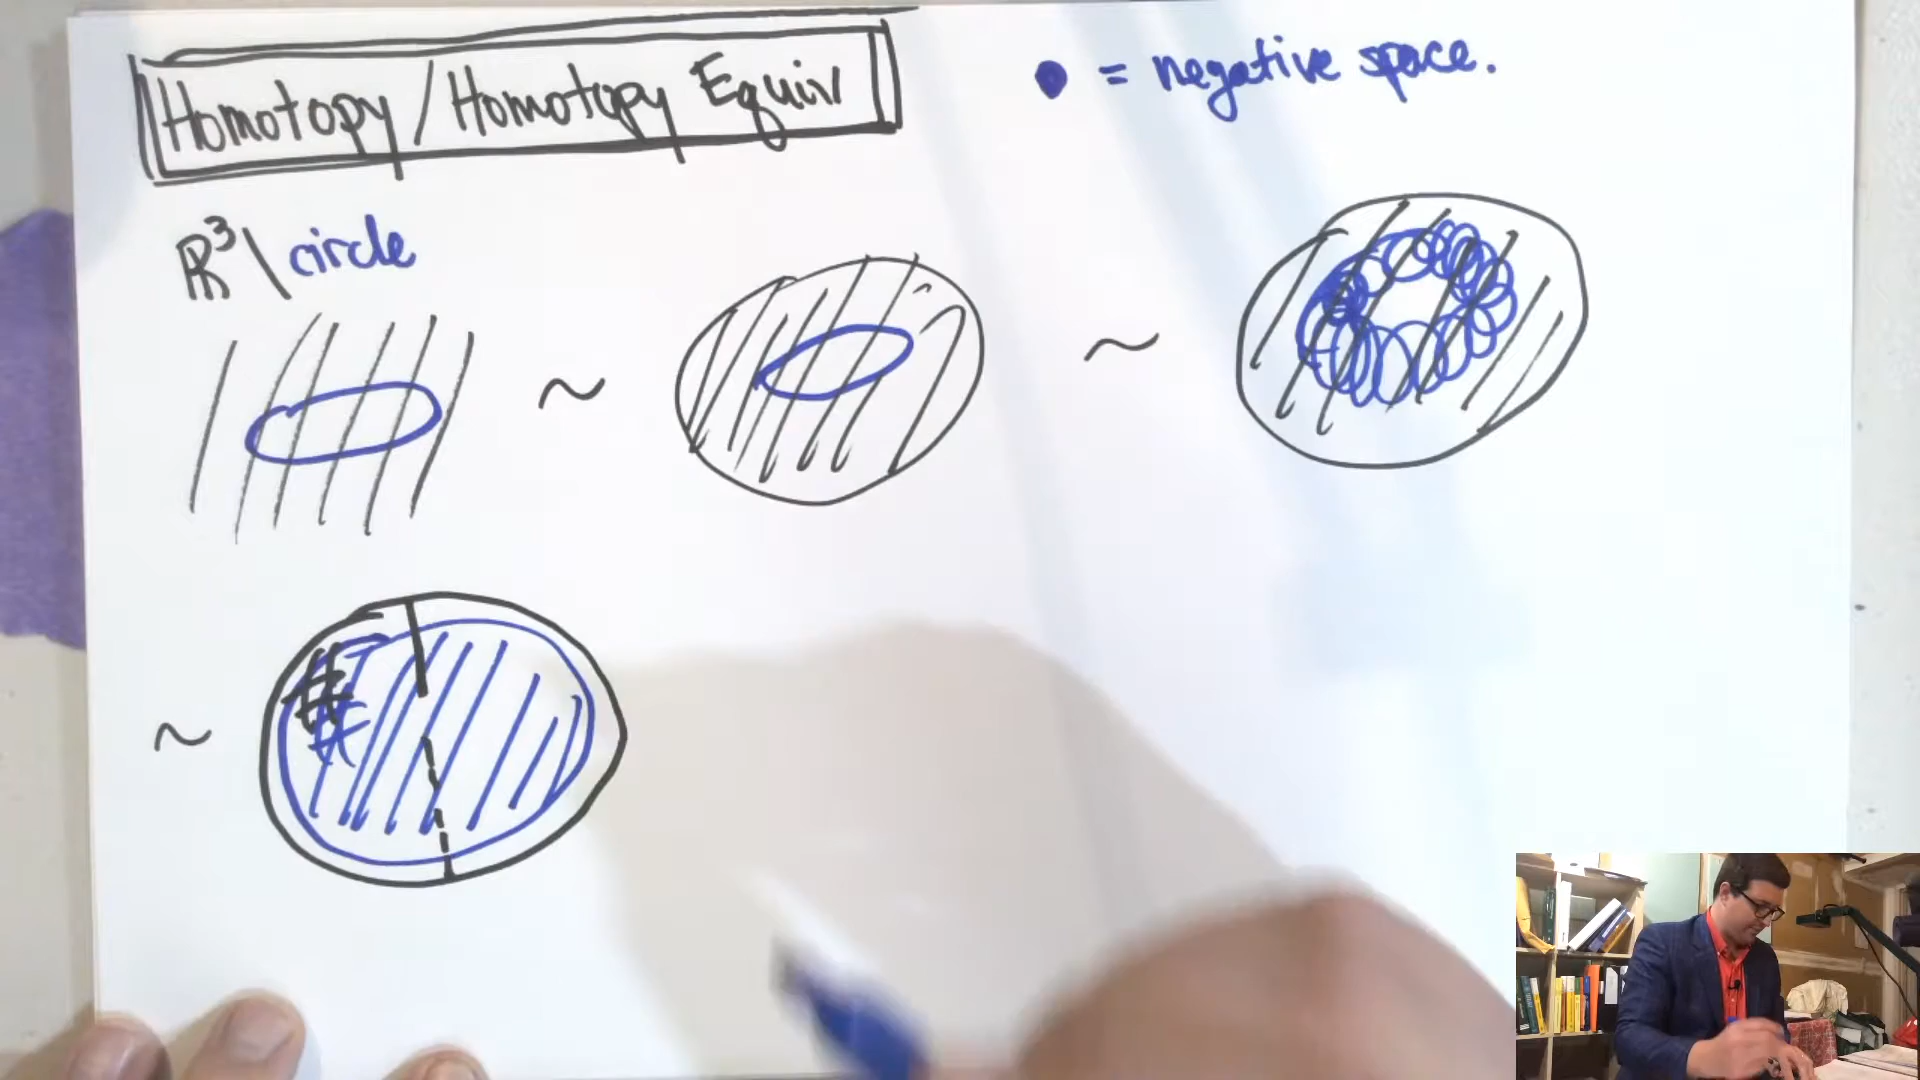 Homotopy / Homotopy Equiv
● = negative space.
ℝ³ \ circle
~
~
~